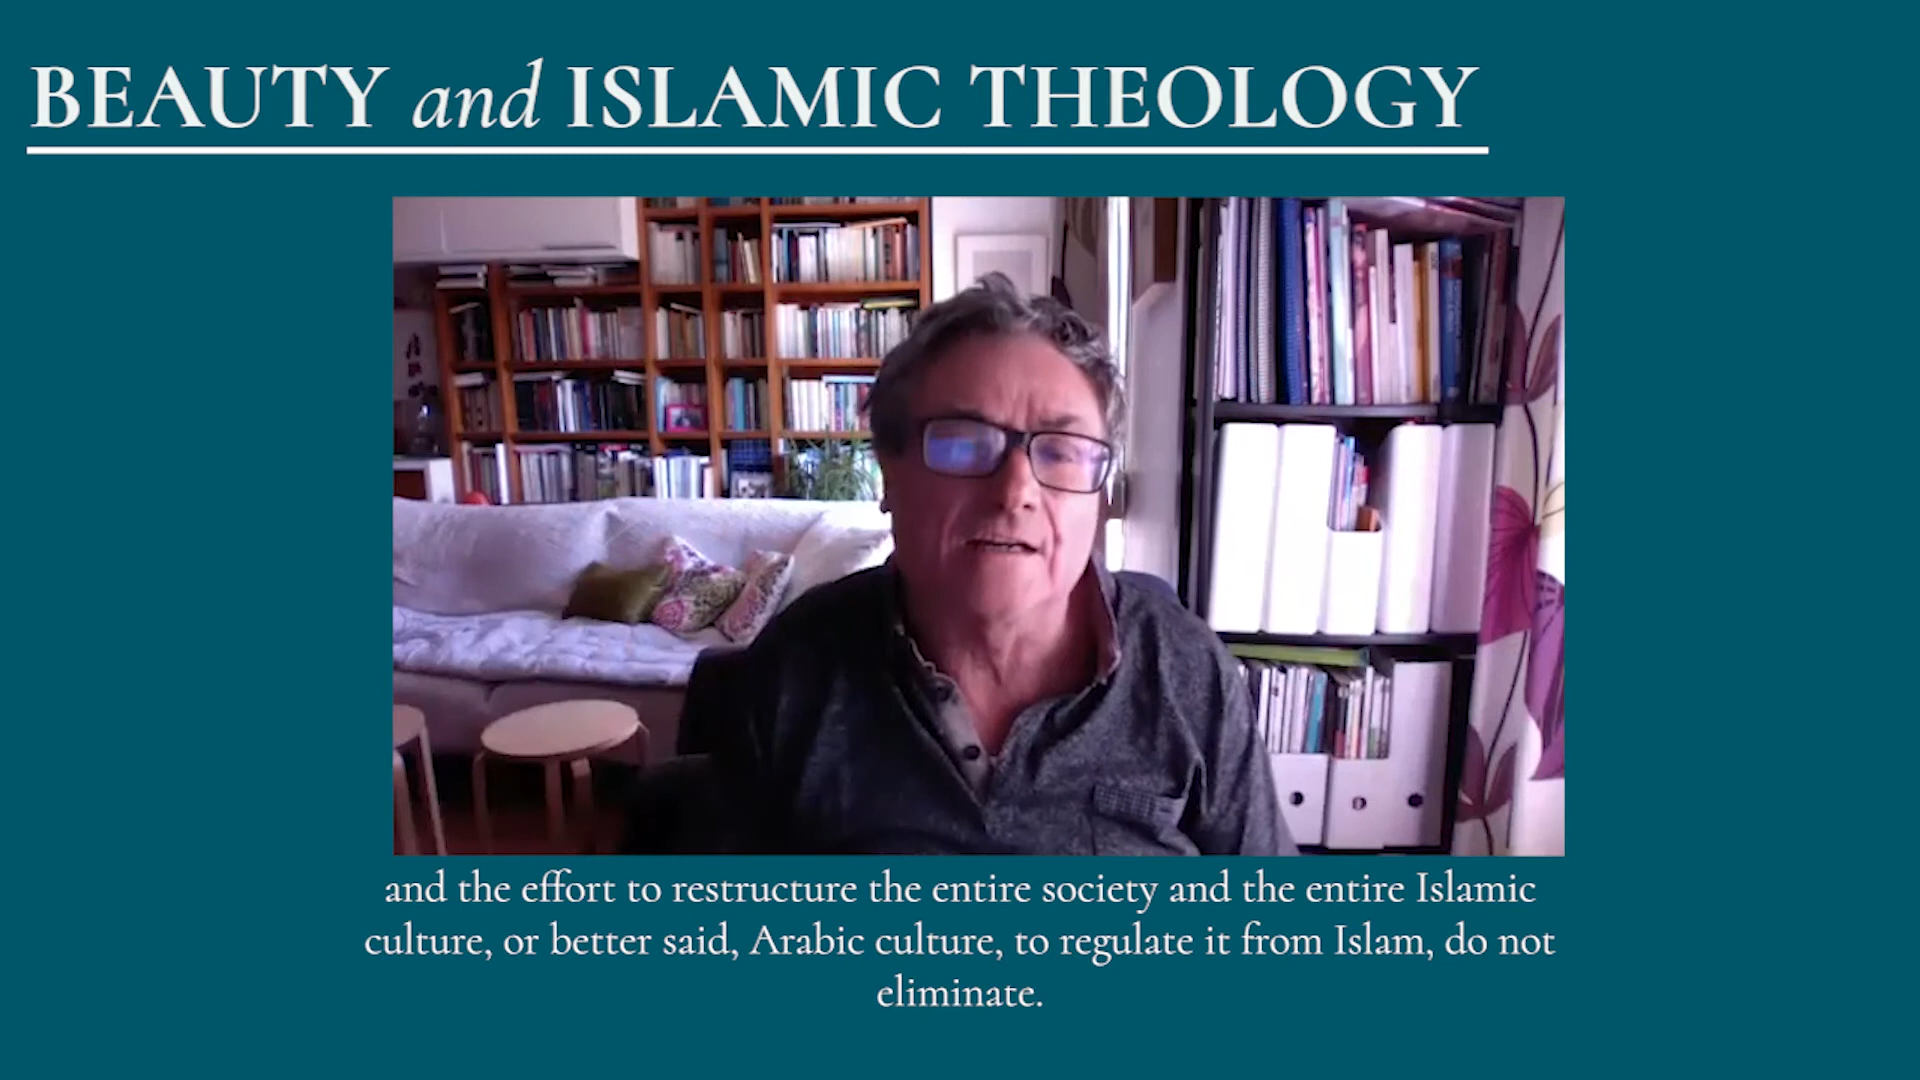 BEAUTY and ISLAMIC THEOLOGY
and the effort to restructure the entire society and the entire Islamic
culture, or better said, Arabic culture, to regulate it from Islam, do not
eliminate.